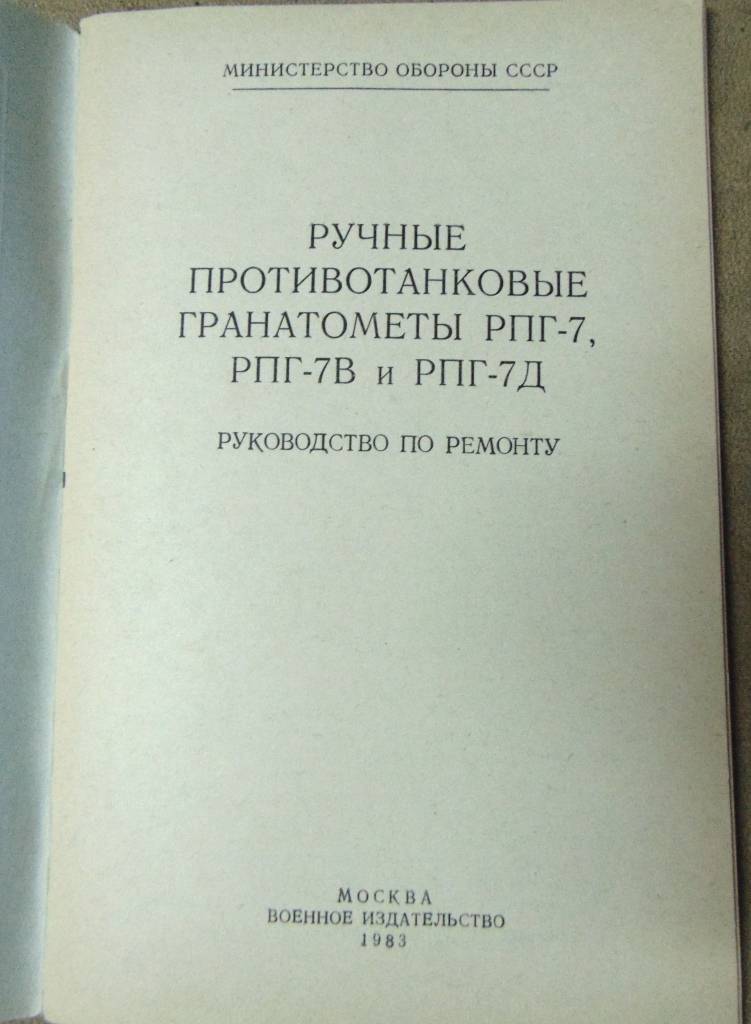 МИНИСТЕРСТВО ОБОРОНЫ СССР
РУЧНЫЕ
ПРОТИВОТАНКОВЫЕ
ГРАНАТОМЕТЫ РПГ-7,
РПГ-7В и РПГ-7Д
РУКОВОДСТВО ПО РЕМОНТУ
МОСКВА
ВОЕННОЕ ИЗДАТЕЛЬСТВО
1983